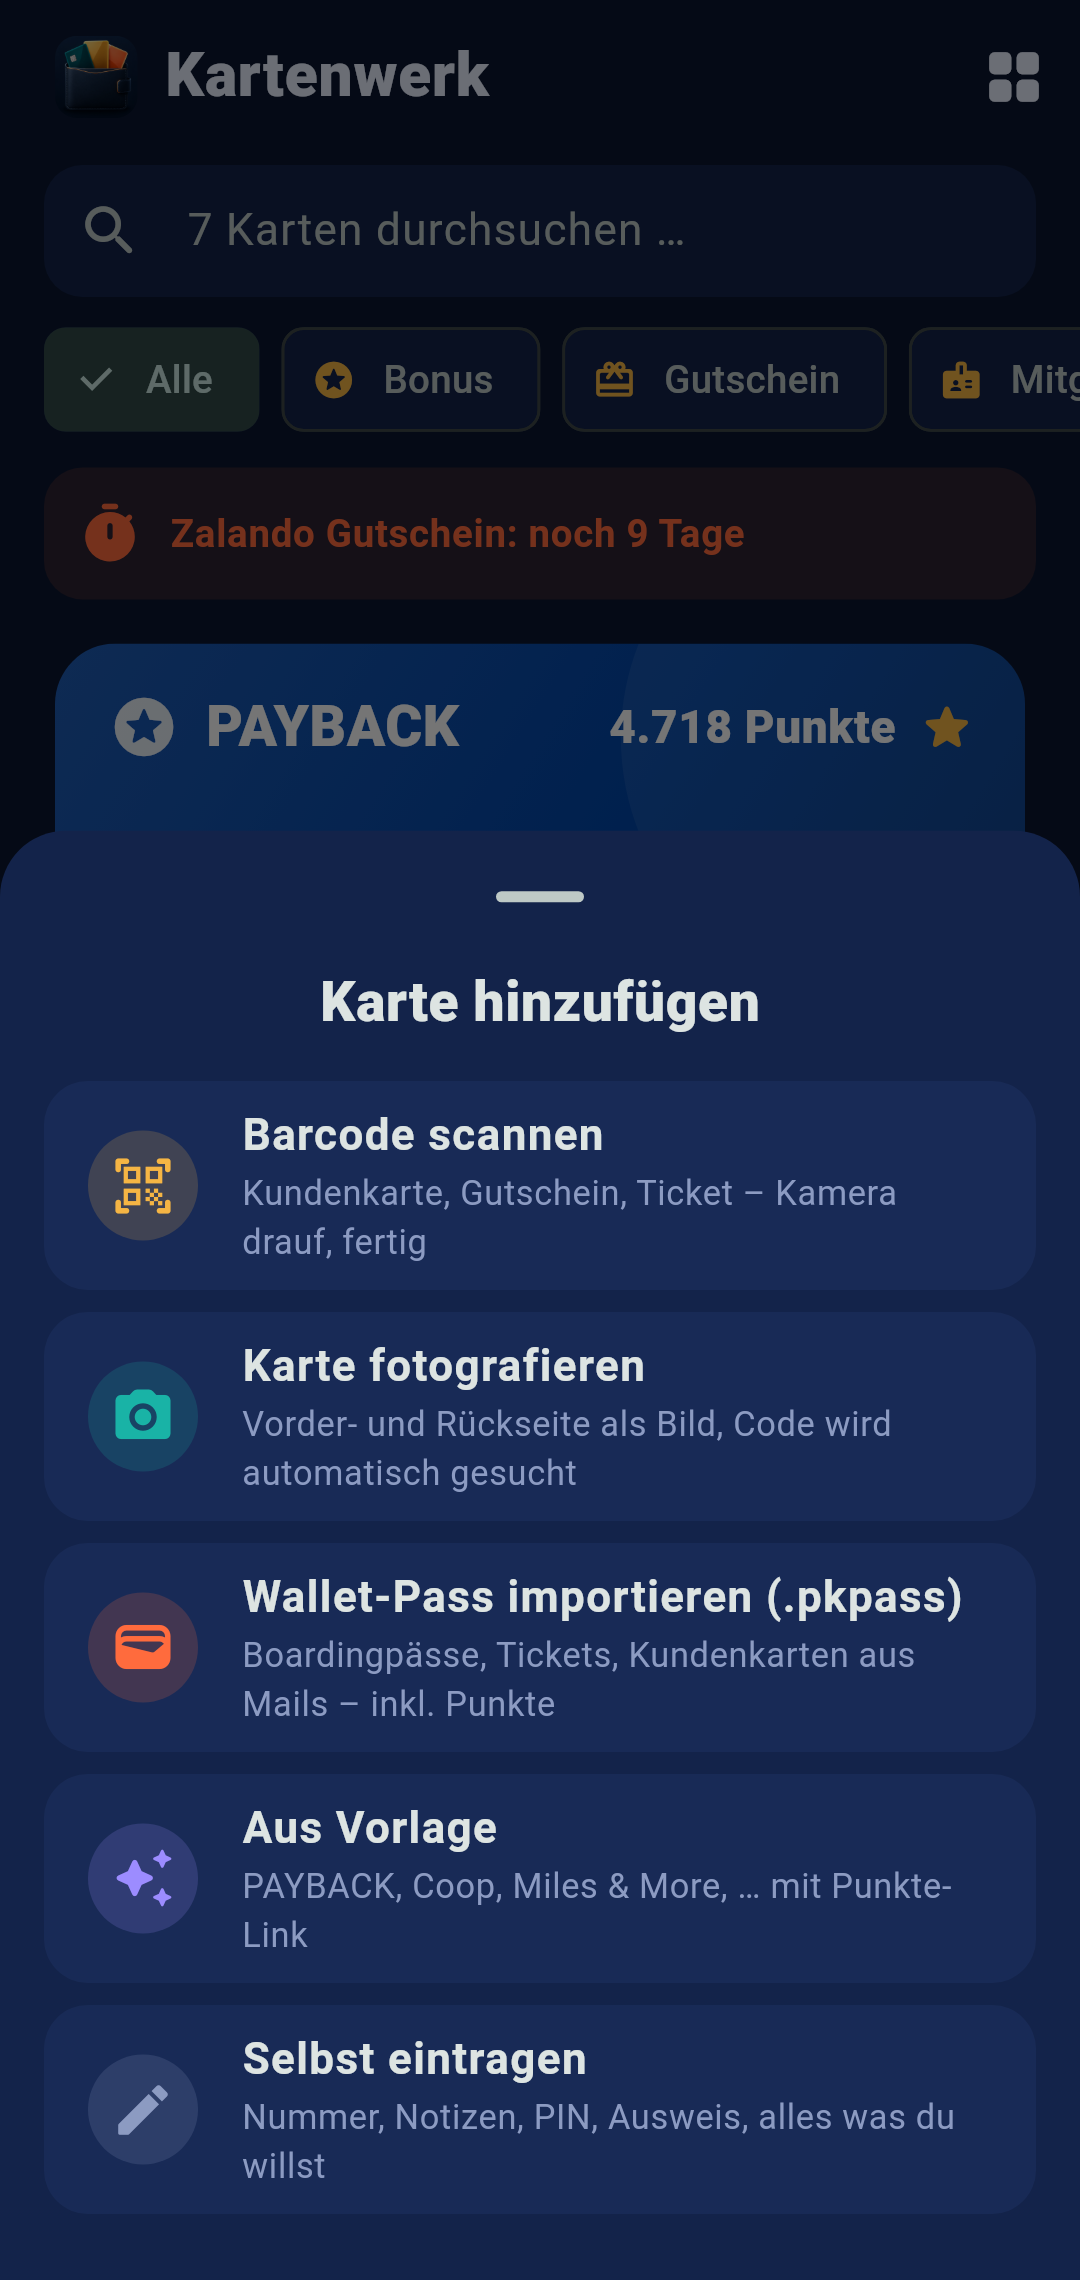 Kartenwerk
7 Karten durchsuchen …
Alle
Bonus
Gutschein
Zalando Gutschein: noch 9 Tage
PAYBACK
4.718 Punkte
Karte hinzufügen
Barcode scannen
Kundenkarte, Gutschein, Ticket – Kamera
drauf, fertig
Karte fotografieren
Vorder- und Rückseite als Bild, Code wird
automatisch gesucht
Wallet-Pass importieren (.pkpass)
Boardingpässe, Tickets, Kundenkarten aus
Mails – inkl. Punkte
Aus Vorlage
PAYBACK, Coop, Miles & More, … mit Punkte-
Link
Selbst eintragen
Nummer, Notizen, PIN, Ausweis, alles was du
willst